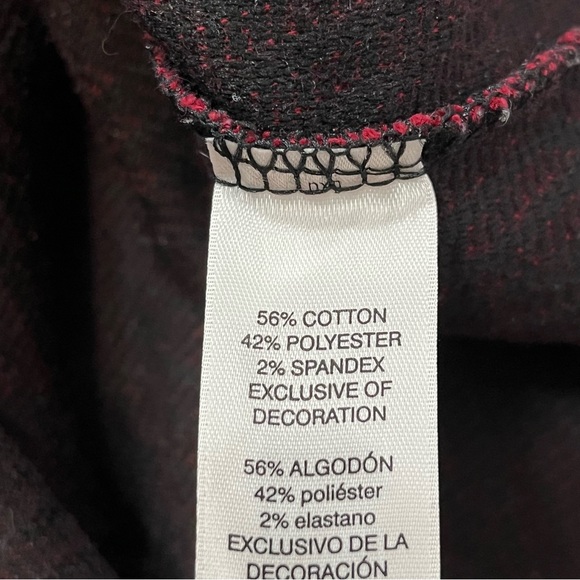 56% COTTON
42% POLYESTER
2% SPANDEX
EXCLUSIVE OF
DECORATION
56% ALGODÓN
42% poliéster
2% elastano
EXCLUSIVO DE LA
DECORACIÓN